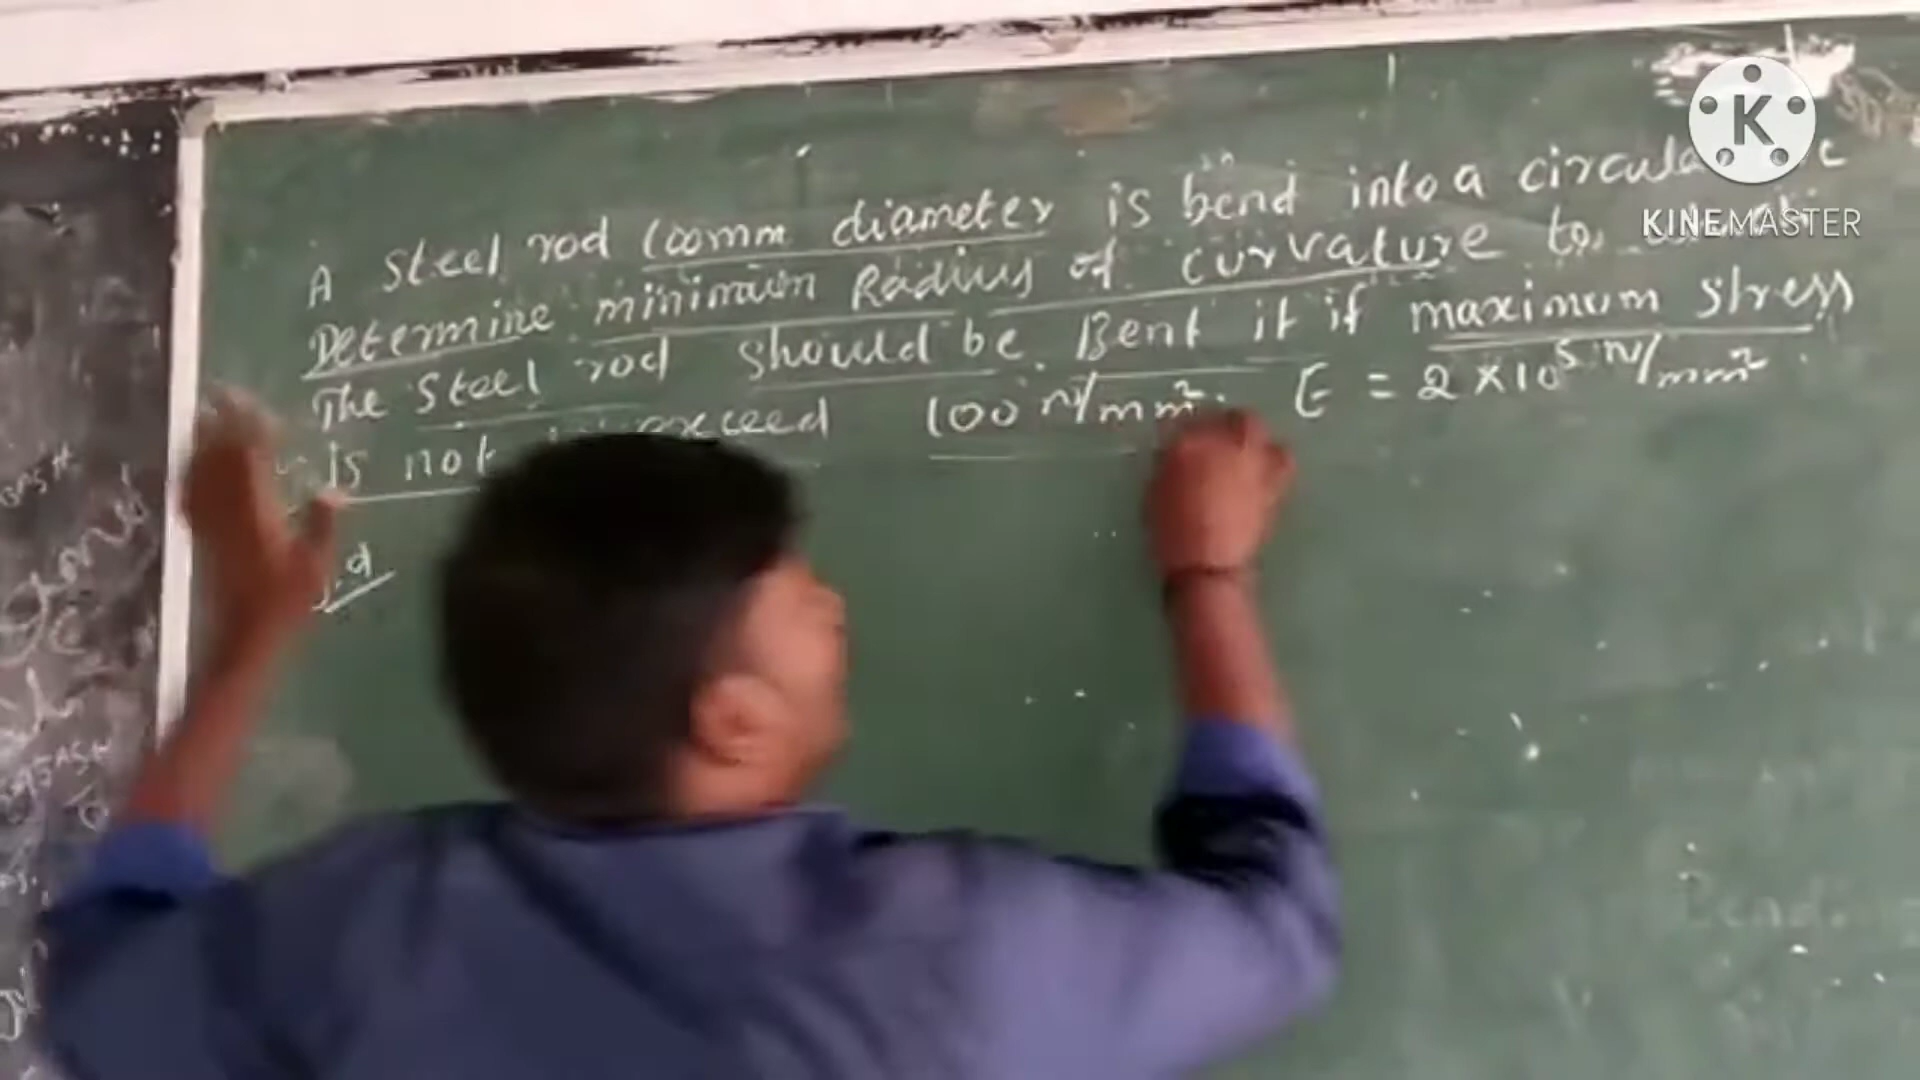 A steel rod 100mm diameter is bend into a circular
Determine minimum Radius of curvature to
The steel rod should be Bent it if maximum stress
is not exceed 100 N/mm². E = 2 × 10⁵ N/mm²
K
KINEMASTER